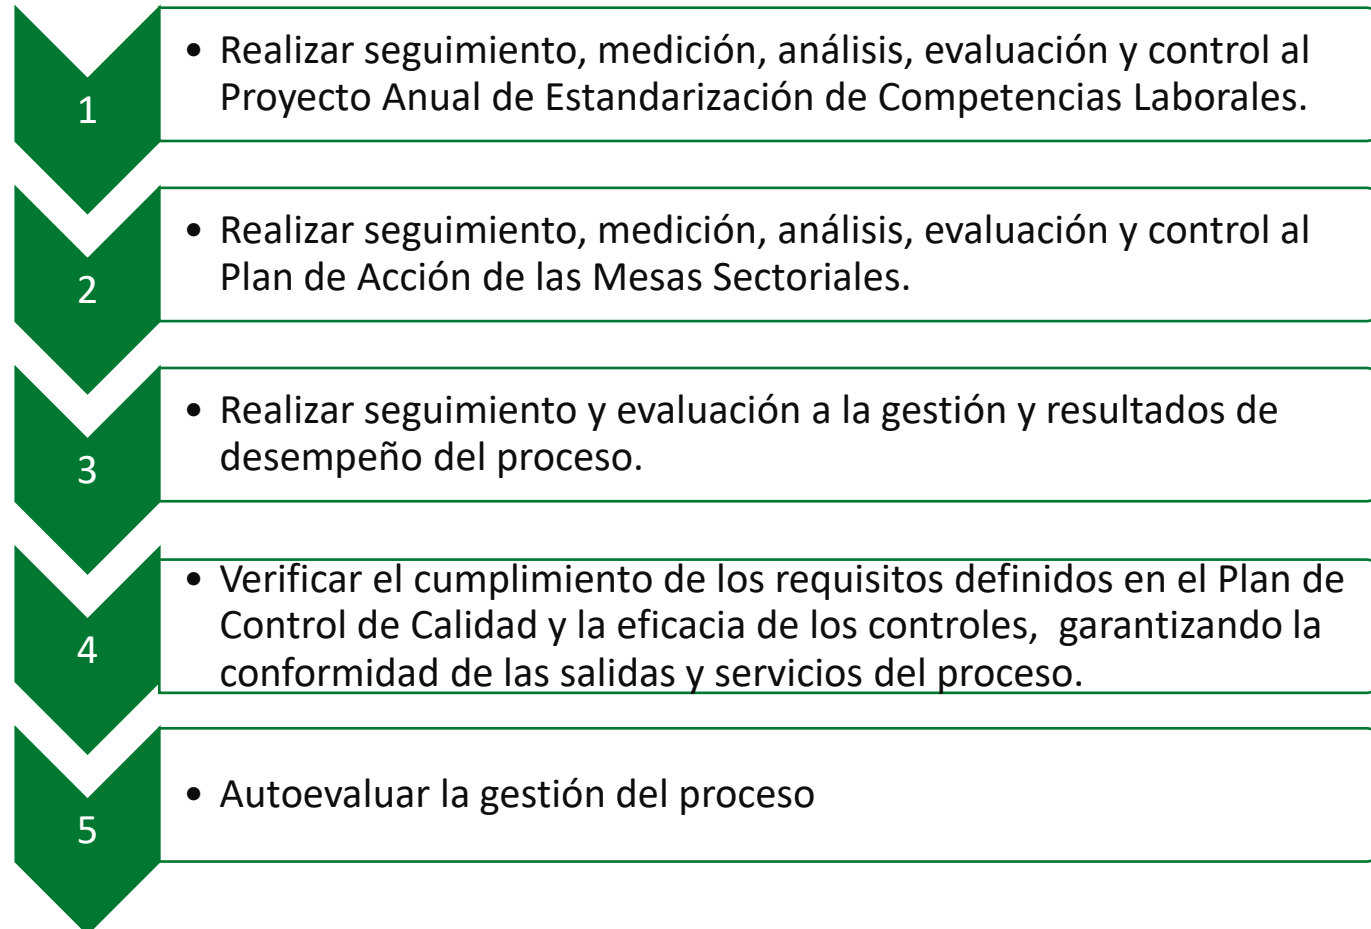 1
• Realizar seguimiento, medición, análisis, evaluación y control al
Proyecto Anual de Estandarización de Competencias Laborales.
2
• Realizar seguimiento, medición, análisis, evaluación y control al
Plan de Acción de las Mesas Sectoriales.
3
• Realizar seguimiento y evaluación a la gestión y resultados de
desempeño del proceso.
4
• Verificar el cumplimiento de los requisitos definidos en el Plan de
Control de Calidad y la eficacia de los controles,  garantizando la
conformidad de las salidas y servicios del proceso.
5
• Autoevaluar la gestión del proceso